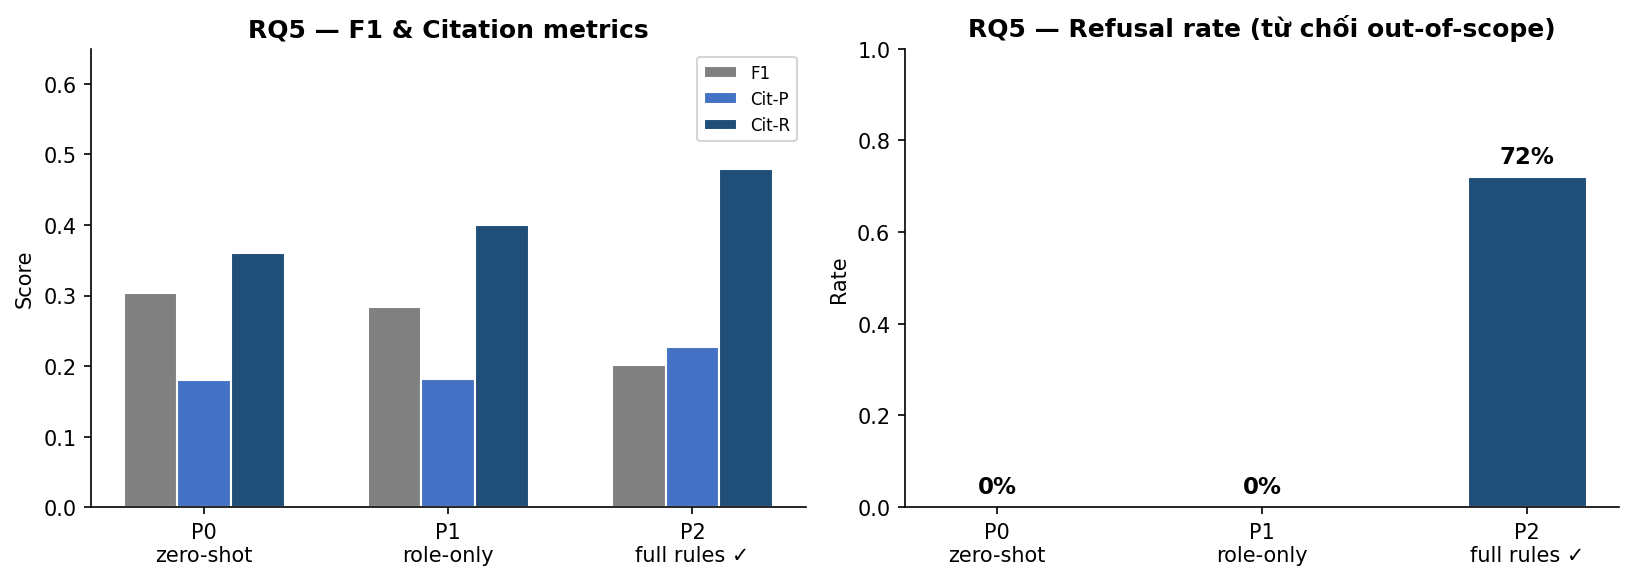 RQ5 — F1 & Citation metrics
F1
Cit-P
Cit-R
Score
0.6
0.5
0.4
0.3
0.2
0.1
0.0
P0
zero-shot
P1
role-only
P2
full rules ✓
RQ5 — Refusal rate (từ chối out-of-scope)
Rate
1.0
0.8
0.6
0.4
0.2
0.0
0%
0%
72%
P0
zero-shot
P1
role-only
P2
full rules ✓